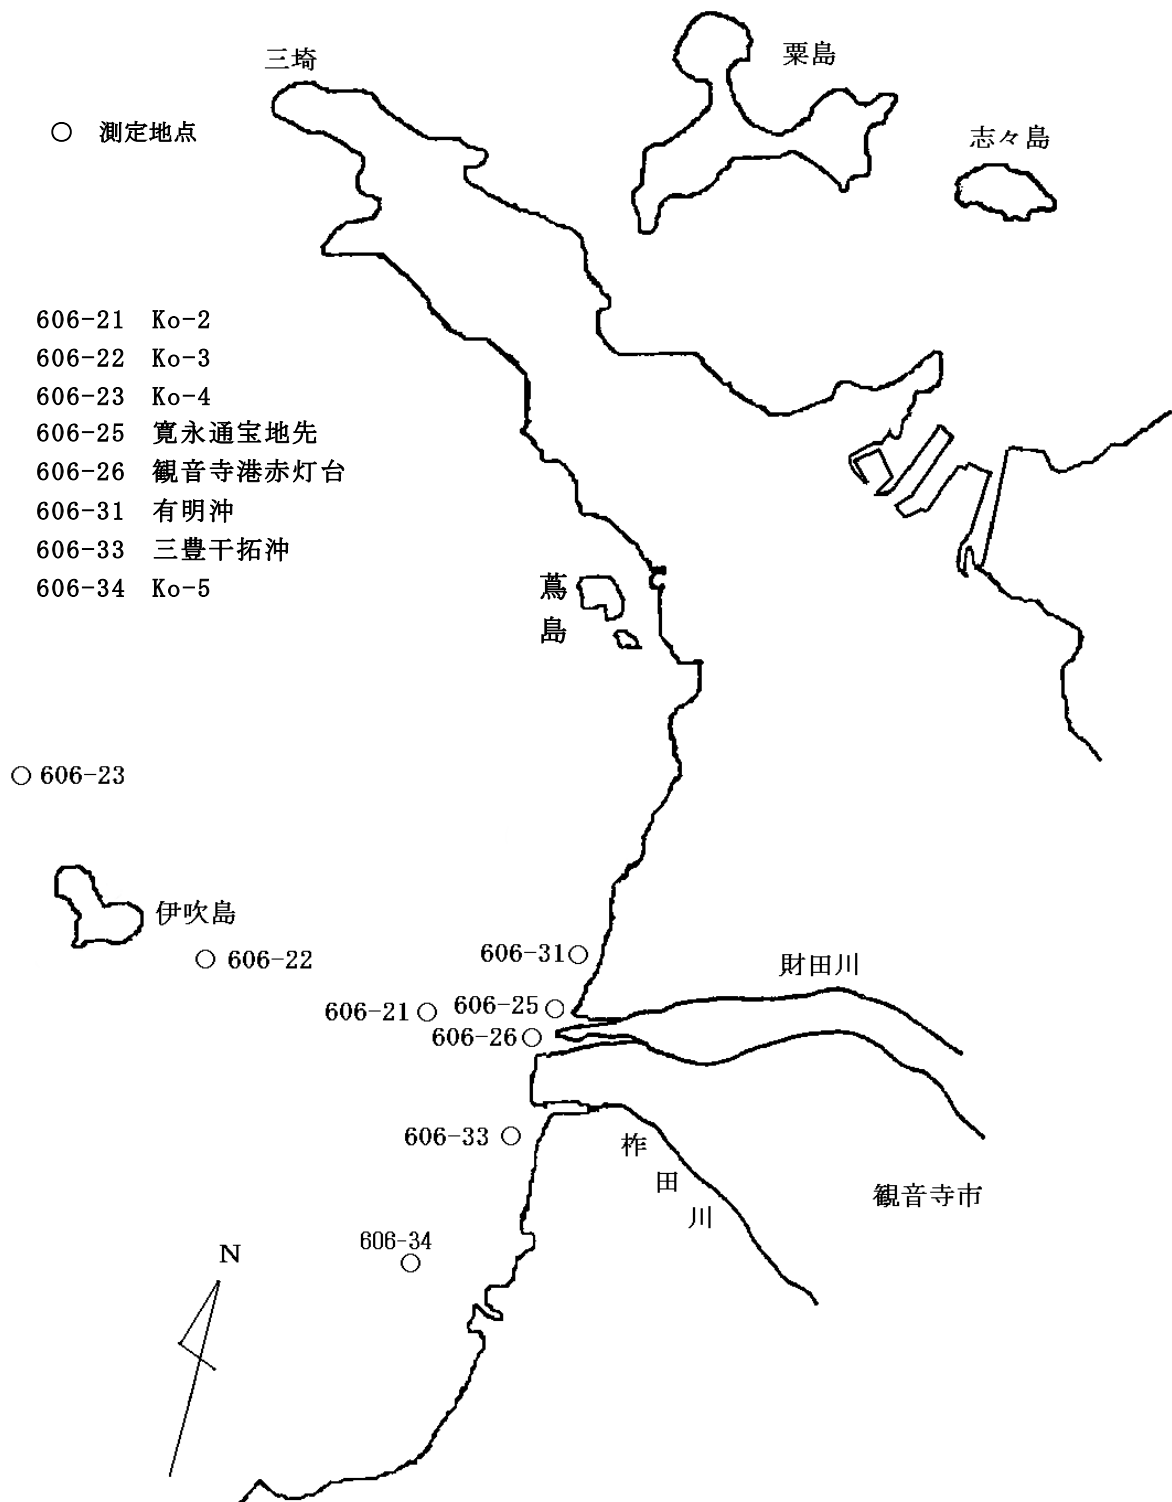 三埼
粟島
○ 測定地点
志々島
606-21 Ko-2
606-22 Ko-3
606-23 Ko-4
606-25 寛永通宝地先
606-26 観音寺港赤灯台
606-31 有明沖
606-33 三豊干拓沖
606-34 Ko-5
蔦島
606-23
伊吹島
606-22
606-31
財田川
606-21
606-25
606-26
606-33
柞田川
観音寺市
606-34
N